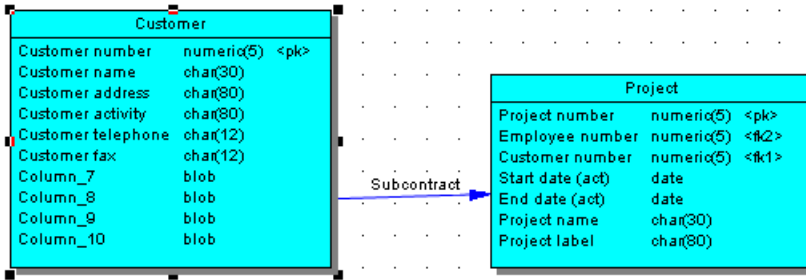 Customer
Customer number numeric(5) <pk>
Customer name char(30)
Customer address char(80)
Customer activity char(80)
Customer telephone char(12)
Customer fax char(12)
Column_7 blob
Column_8 blob
Column_9 blob
Column_10 blob
Subcontract
Project
Project number numeric(5) <pk>
Employee number numeric(5) <fk2>
Customer number numeric(5) <fk1>
Start date (act) date
End date (act) date
Project name char(30)
Project label char(80)